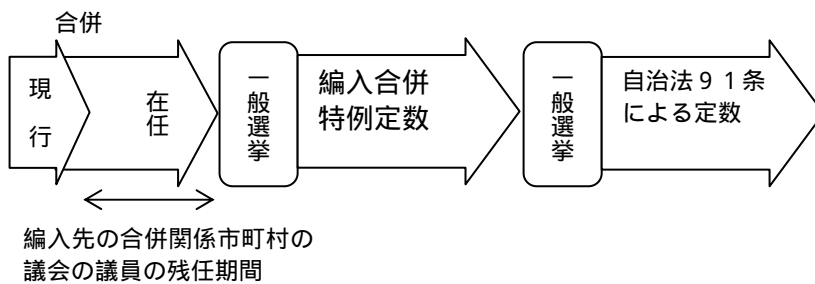 合併
現行
在任
一般選挙
編入合併
特例定数
一般選挙
自治法91条
による定数
編入先の合併関係市町村の
議会の議員の残任期間